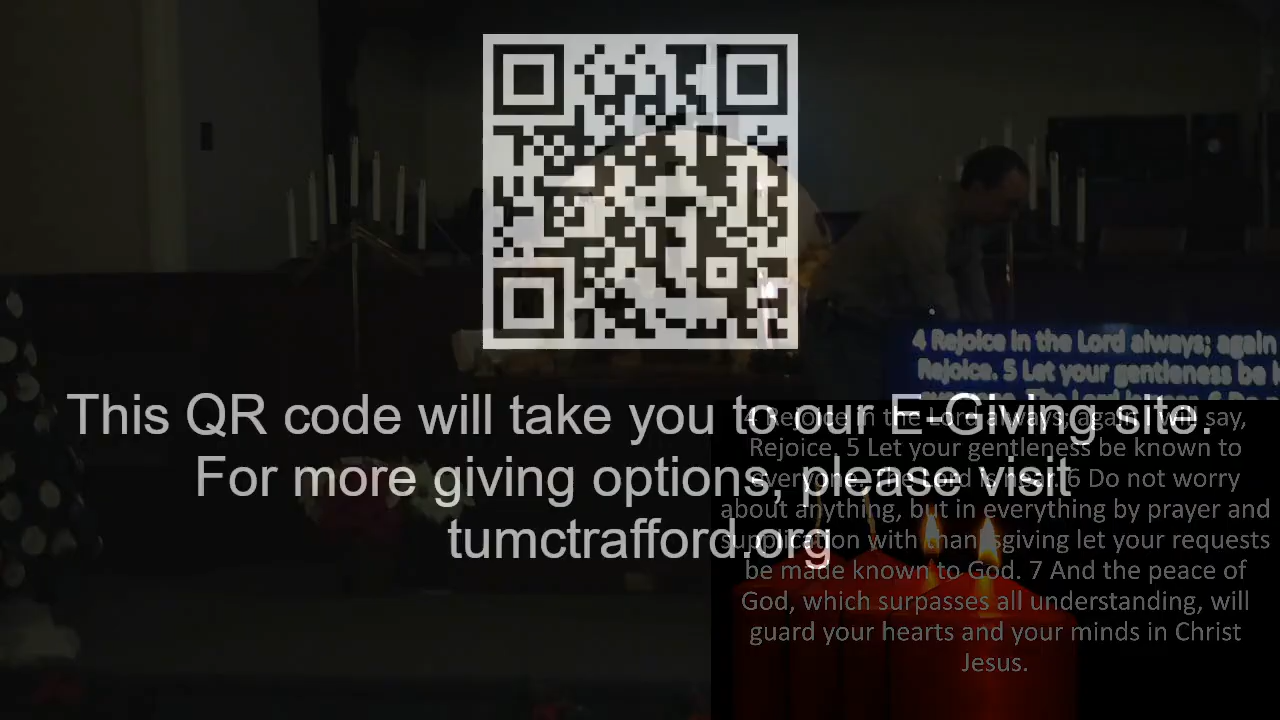 4 Rejoice in the Lord always; again
Rejoice. 5 Let your gentleness be
This QR code will take you to our E-Giving site.
For more giving options, please visit
tumctrafford.org
4 Rejoice in the Lord always; again I will say,
Rejoice. 5 Let your gentleness be known to
everyone. The Lord is near. 6 Do not worry
about anything, but in everything by prayer and
supplication with thanksgiving let your requests
be made known to God. 7 And the peace of
God, which surpasses all understanding, will
guard your hearts and your minds in Christ
Jesus.